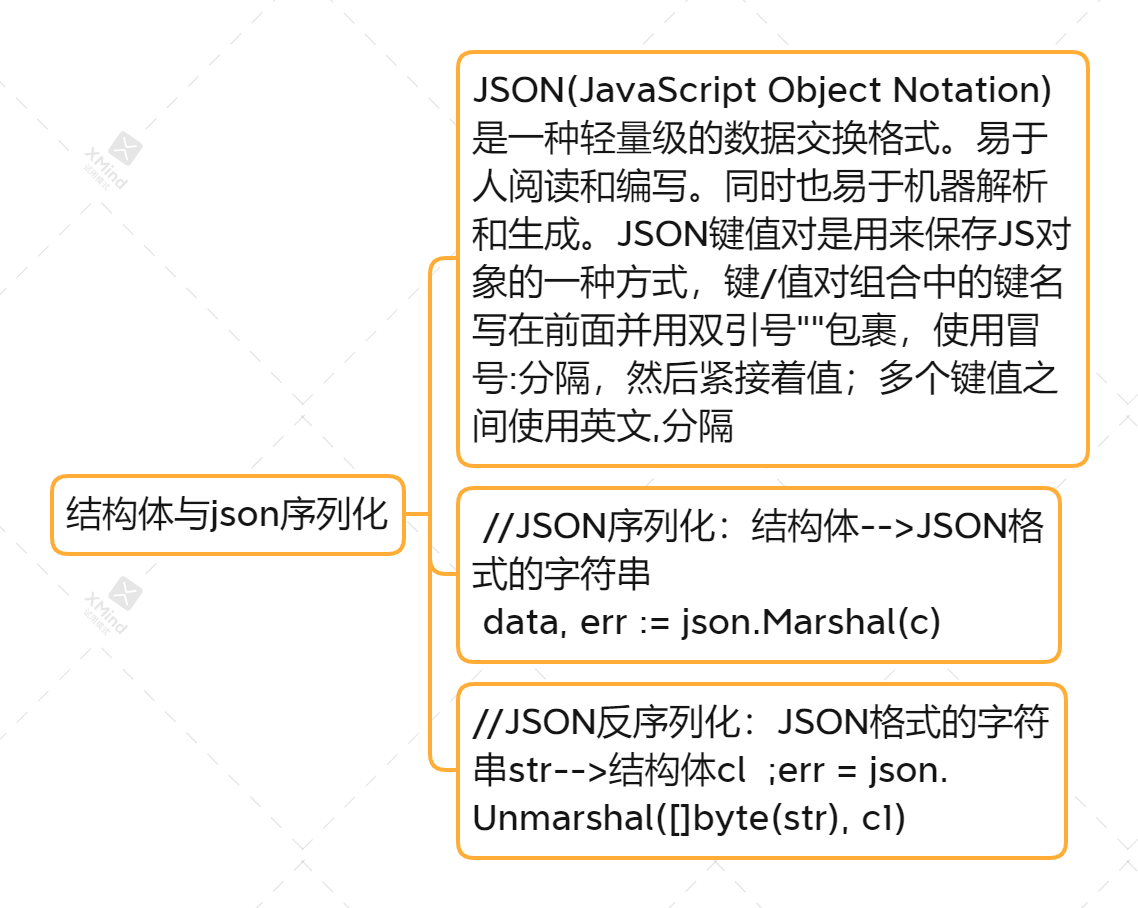 JSON(JavaScript Object Notation)
是一种轻量级的数据交换格式。易于
人阅读和编写。同时也易于机器解析
和生成。JSON键值对是用来保存JS对
象的一种方式，键/值对组合中的键名
写在前面并用双引号""包裹，使用冒
号:分隔，然后紧接着值；多个键值之
间使用英文,分隔
结构体与json序列化
//JSON序列化：结构体-->JSON格
式的字符串
data, err := json.Marshal(c)
//JSON反序列化：JSON格式的字符
串str-->结构体cl  ;err = json.
Unmarshal([]byte(str), c1)
XMind
试用模式
XMind
试用模式